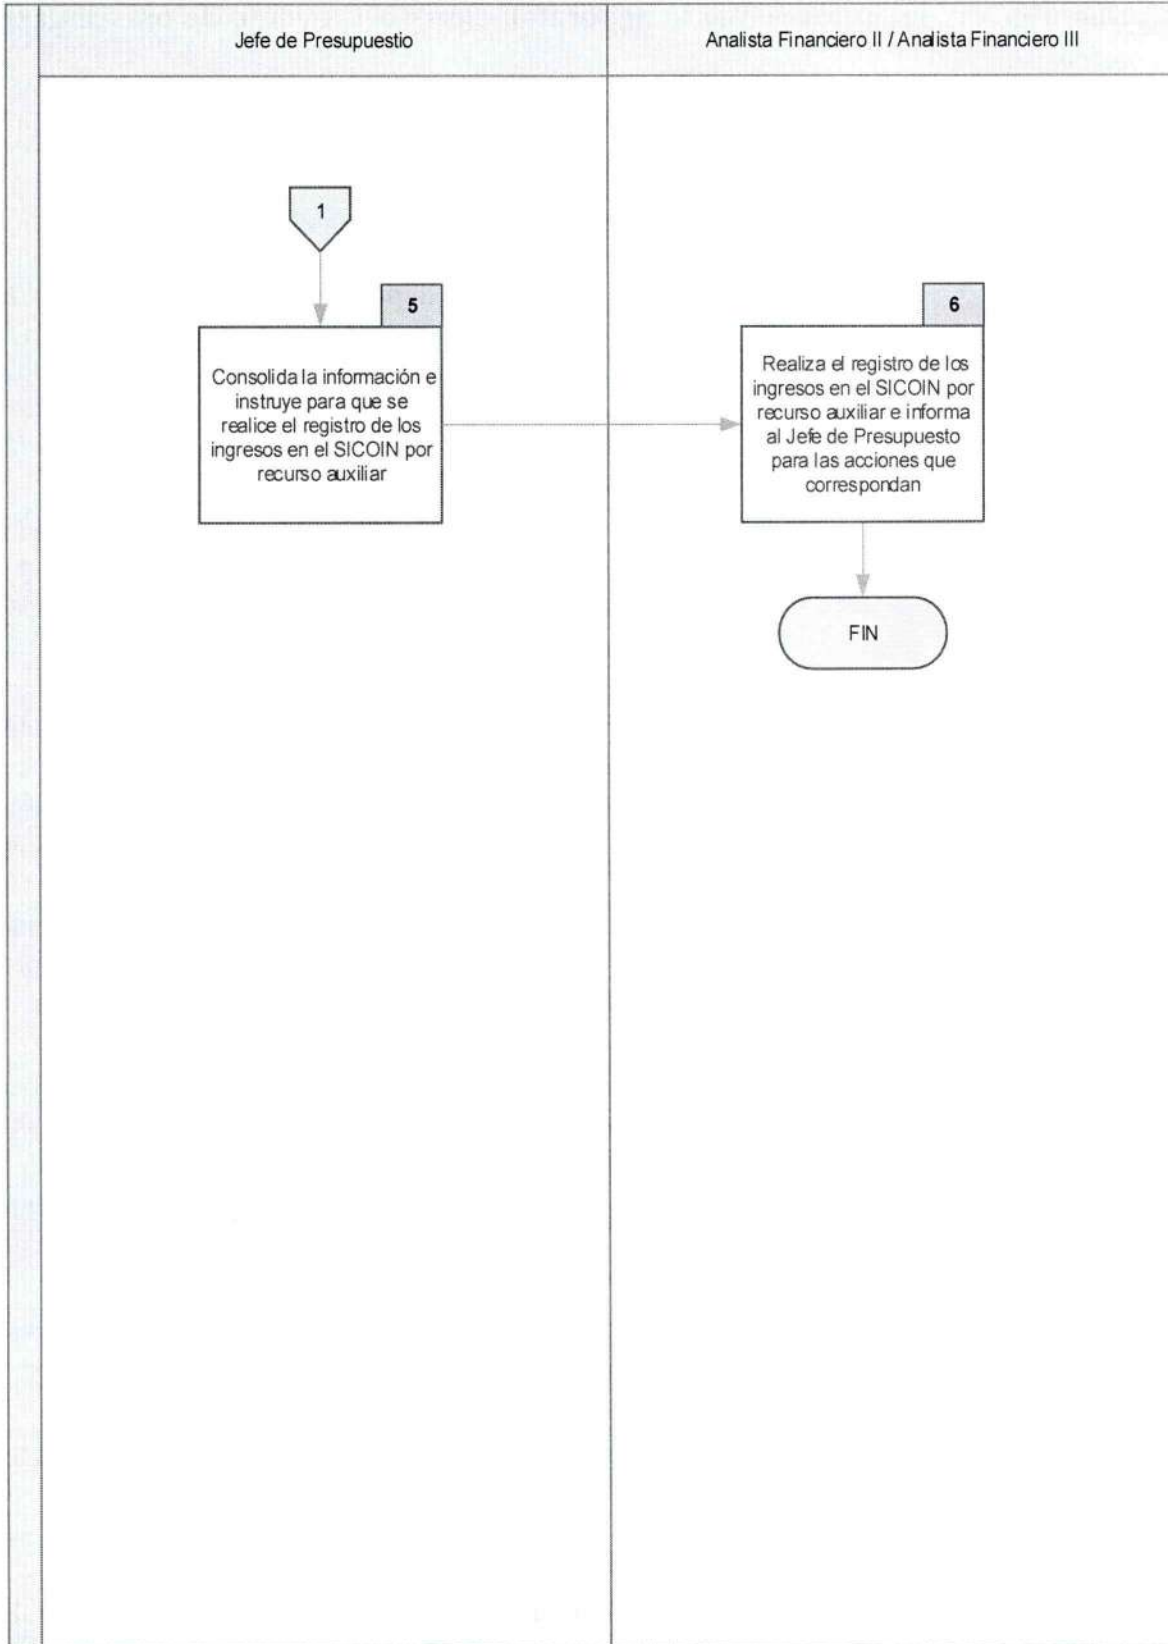 Jefe de Presupuestio
Analista Financiero II / Analista Financiero III
1
5
Consolida la información e
instruye para que se
realice el registro de los
ingresos en el SICOIN por
recurso auxiliar
6
Realiza el registro de los
ingresos en el SICOIN por
recurso auxiliar e informa
al Jefe de Presupuesto
para las acciones que
correspondan
FIN